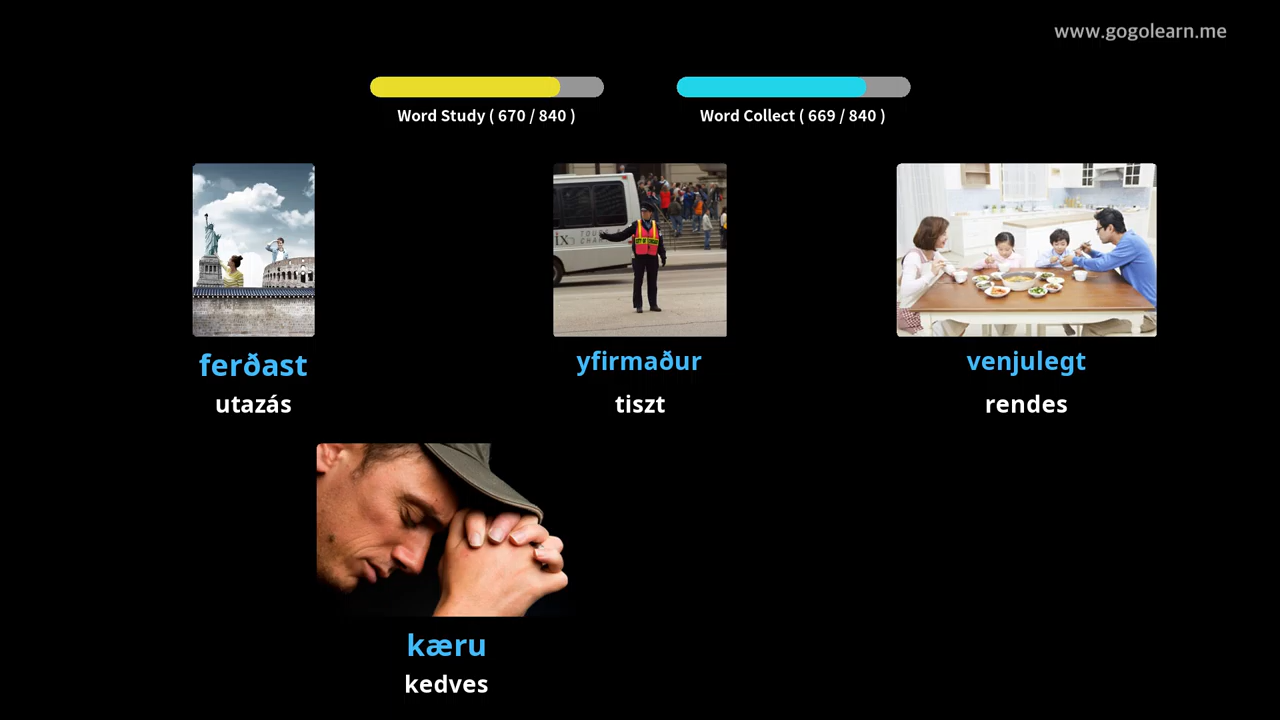 www.gogolearn.me
Word Study ( 670 / 840 )
Word Collect ( 669 / 840 )
ferðast
yfirmaður
venjulegt
utazás
tiszt
rendes
kæru
kedves